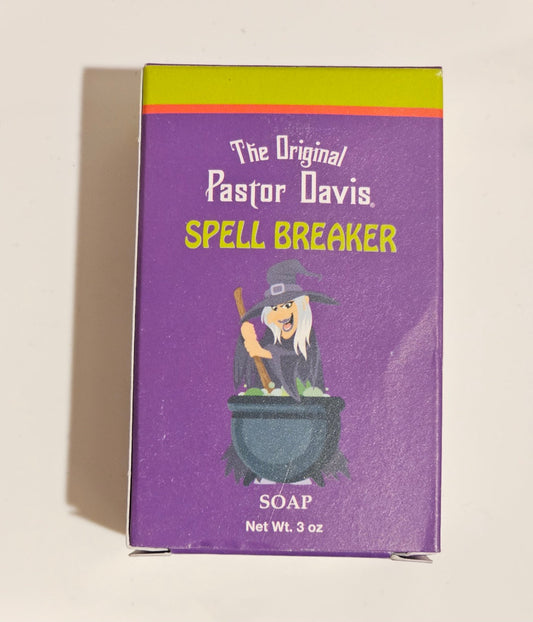 The Original
Pastor Davis®
SPELL BREAKER
SOAP
Net Wt. 3 oz